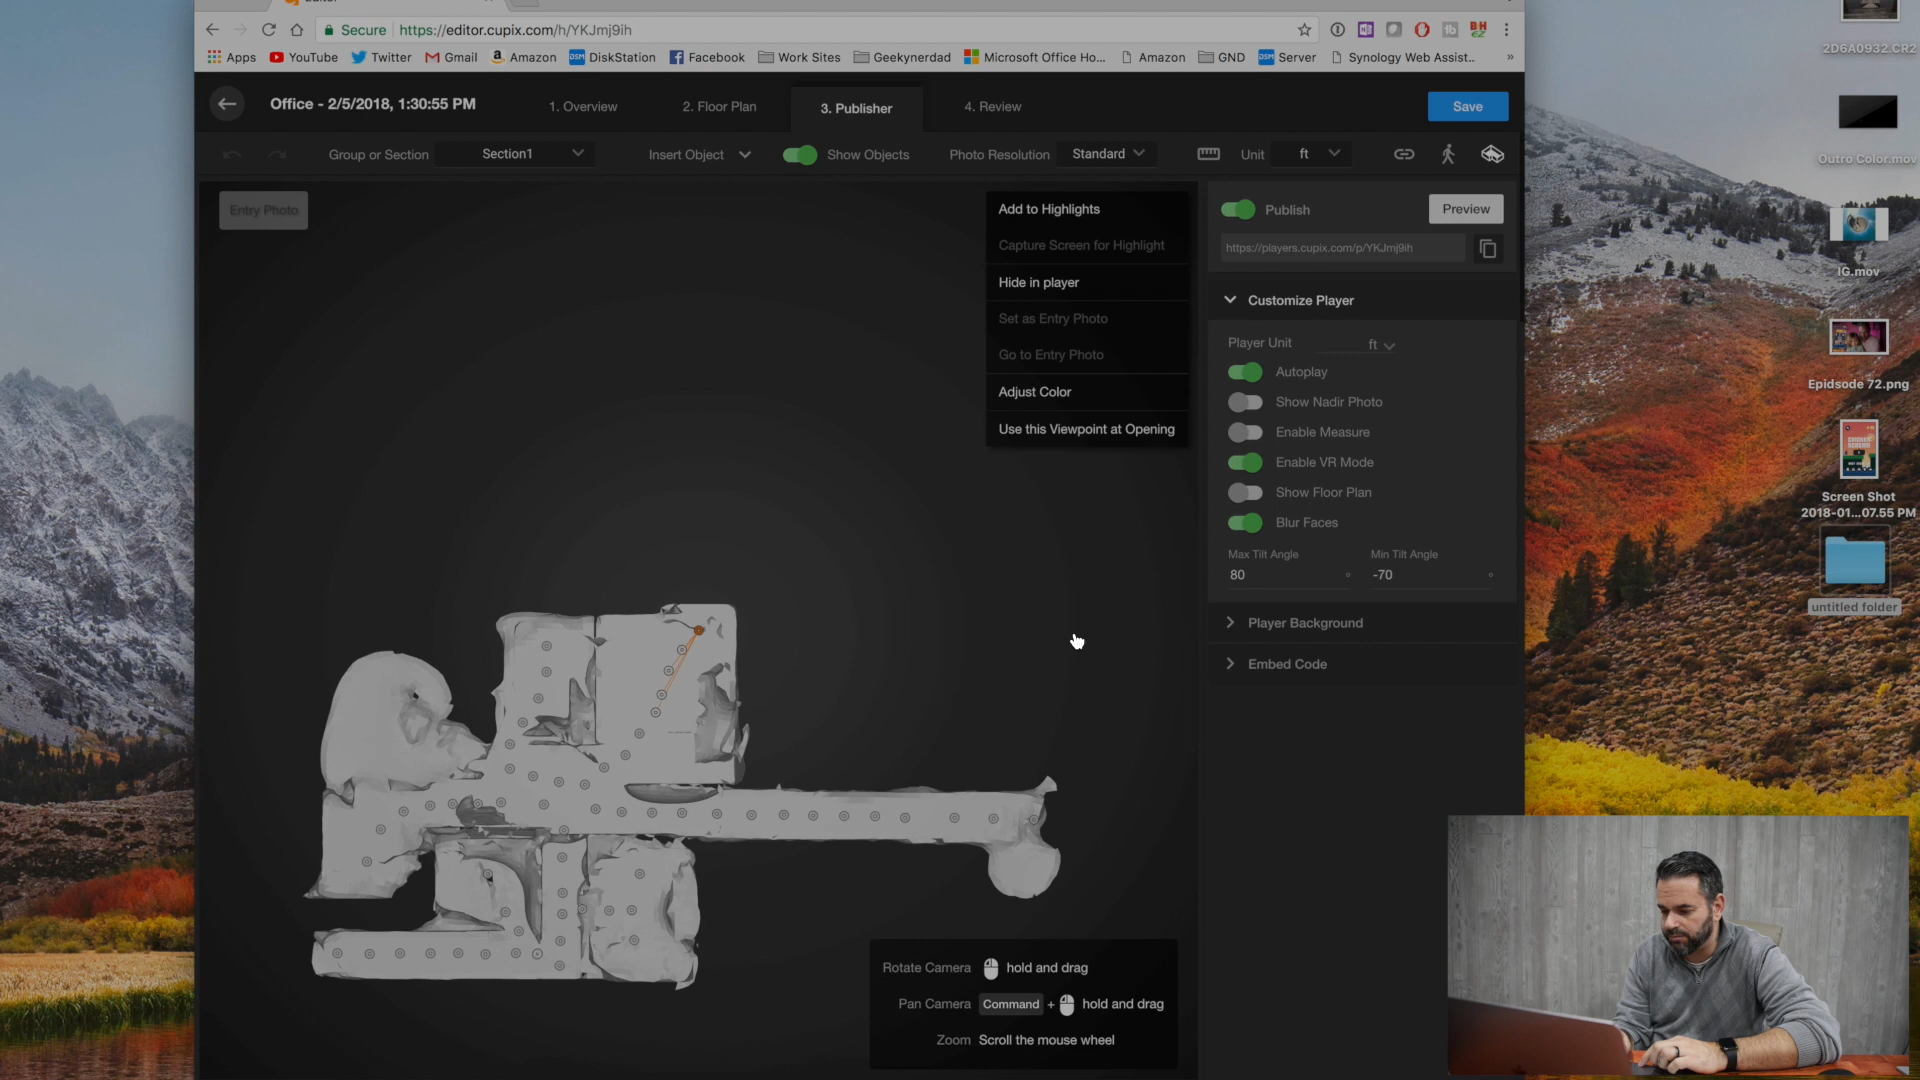 Secure https://editor.cupix.com/h/YKJmj9ih
Apps YouTube Twitter Gmail Amazon DiskStation Facebook Work Sites Geekynerdad Microsoft Office Ho... Amazon GND Server Synology Web Assist.. »
Office - 2/5/2018, 1:30:55 PM 1. Overview 2. Floor Plan 3. Publisher 4. Review Save
Group or Section Section1 Insert Object Show Objects Photo Resolution Standard Unit ft
Entry Photo
Add to Highlights
Capture Screen for Highlight
Hide in player
Set as Entry Photo
Go to Entry Photo
Adjust Color
Use this Viewpoint at Opening
Publish Preview
https://players.cupix.com/p/YKJmj9ih
Customize Player
Player Unit ft
Autoplay
Show Nadir Photo
Enable Measure
Enable VR Mode
Show Floor Plan
Blur Faces
Max Tilt Angle Min Tilt Angle
80 ° -70 °
Player Background
Embed Code
Rotate Camera hold and drag
Pan Camera Command + hold and drag
Zoom Scroll the mouse wheel
2D6A0932.CR2
Outro Color.mov
IG.mov
Epidsode 72.png
Screen Shot
2018-01...07.55 PM
untitled folder